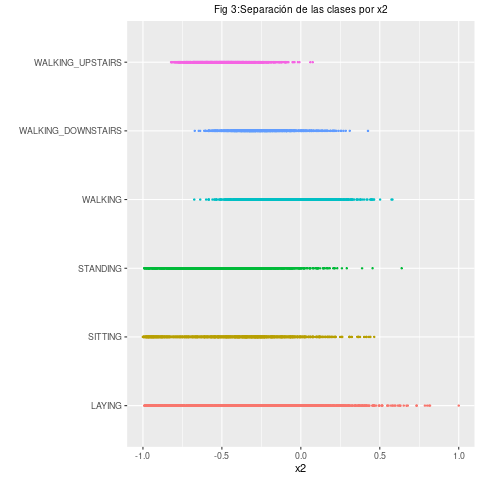 Fig 3:Separación de las clases por x2
WALKING_UPSTAIRS
WALKING_DOWNSTAIRS
WALKING
STANDING
SITTING
LAYING
-1.0 -0.5 0.0 0.5 1.0
x2